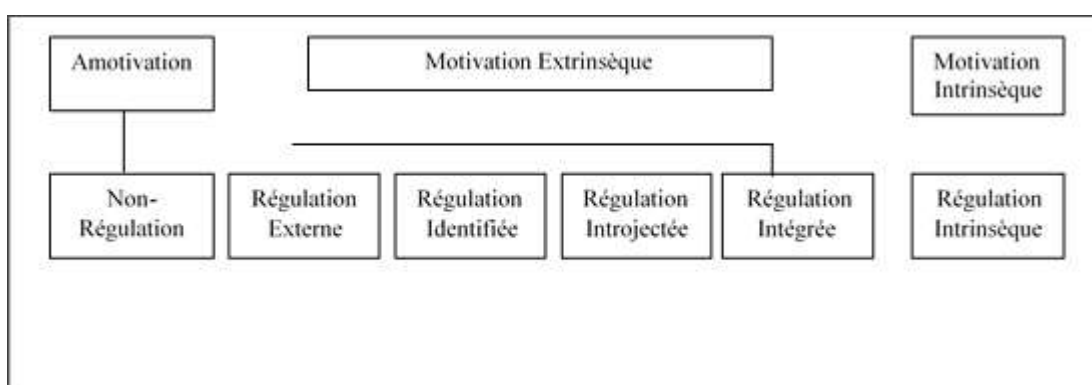 Amotivation
Motivation Extrinsèque
Motivation
Intrinsèque
Non-
Régulation
Régulation
Externe
Régulation
Identifiée
Régulation
Introjectée
Régulation
Intégrée
Régulation
Intrinsèque